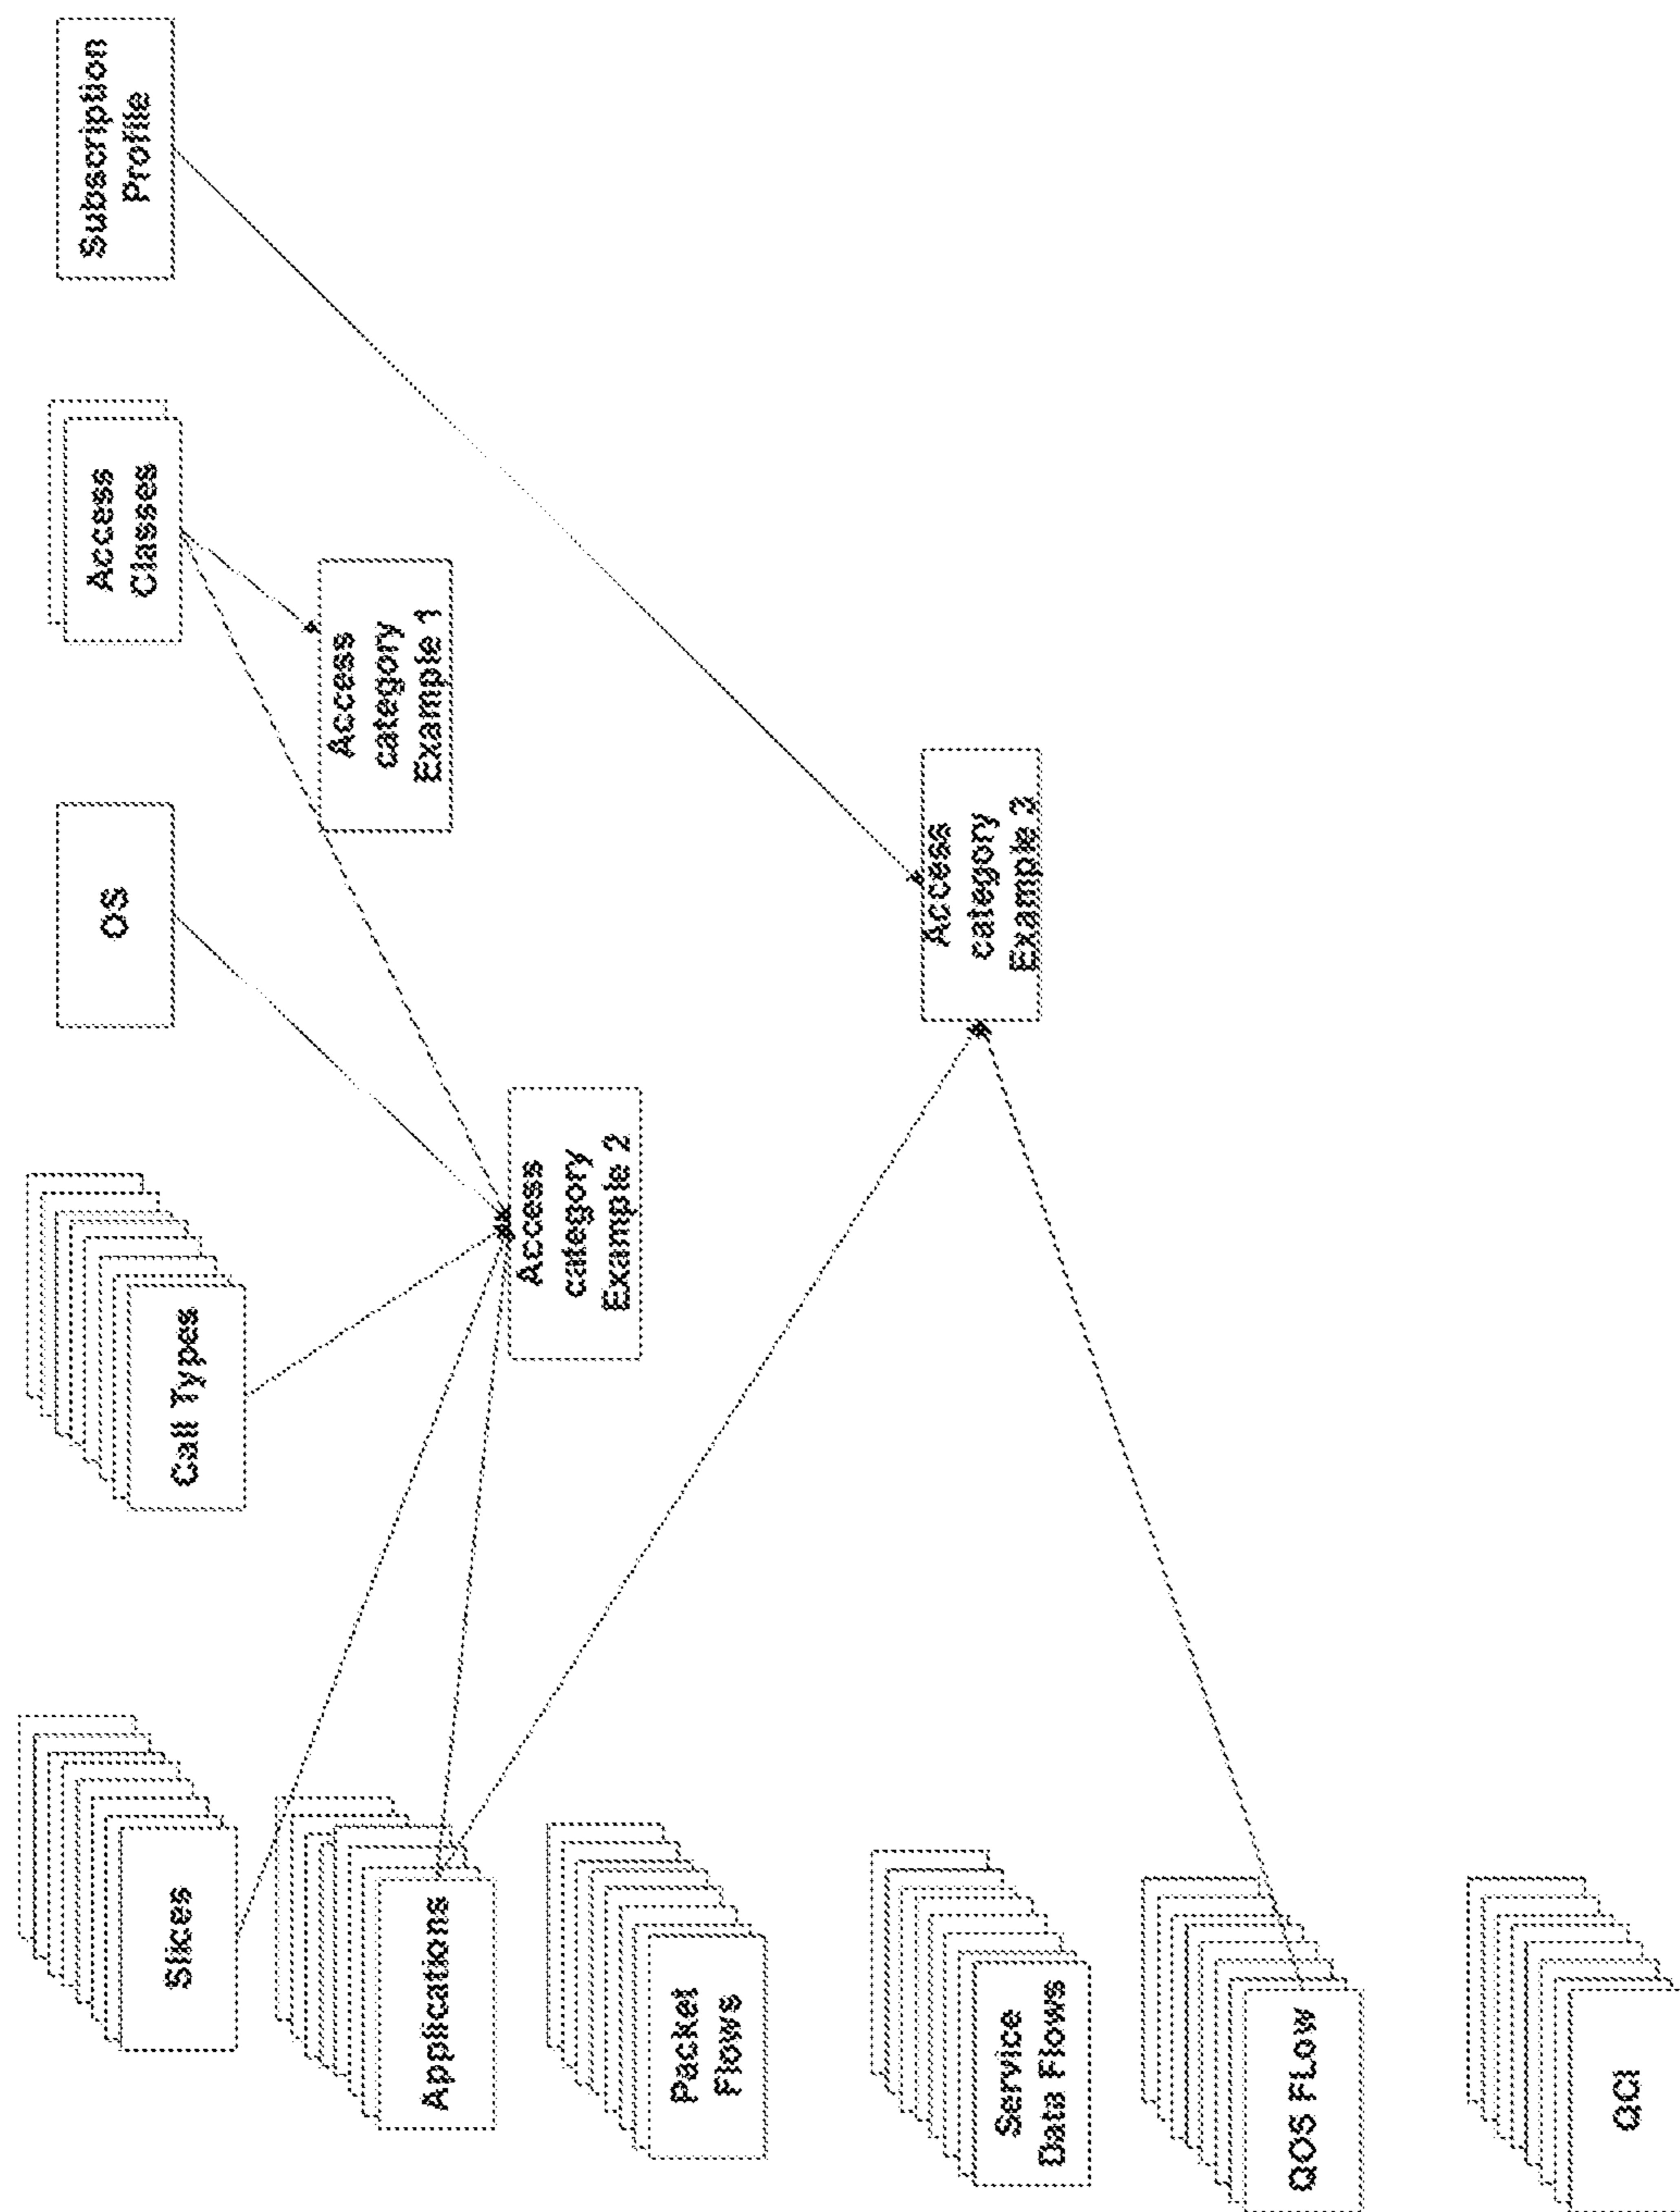 Slices
Call Types
OS
Access
Classes
Subscription
Profile
Applications
Access
category
Example 1
Access
category
Example 2
Packet
Flows
Access
category
Example 3
Service
Data Flows
QOS FLow
QCI